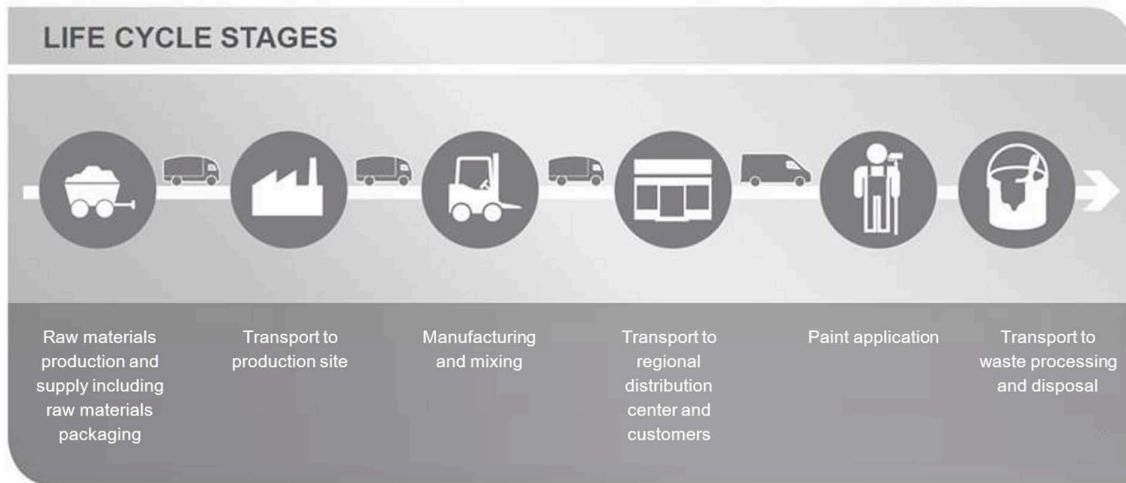 LIFE CYCLE STAGES
Raw materials
production and
supply including
raw materials
packaging
Transport to
production site
Manufacturing
and mixing
Transport to
regional
distribution
center and
customers
Paint application
Transport to
waste processing
and disposal